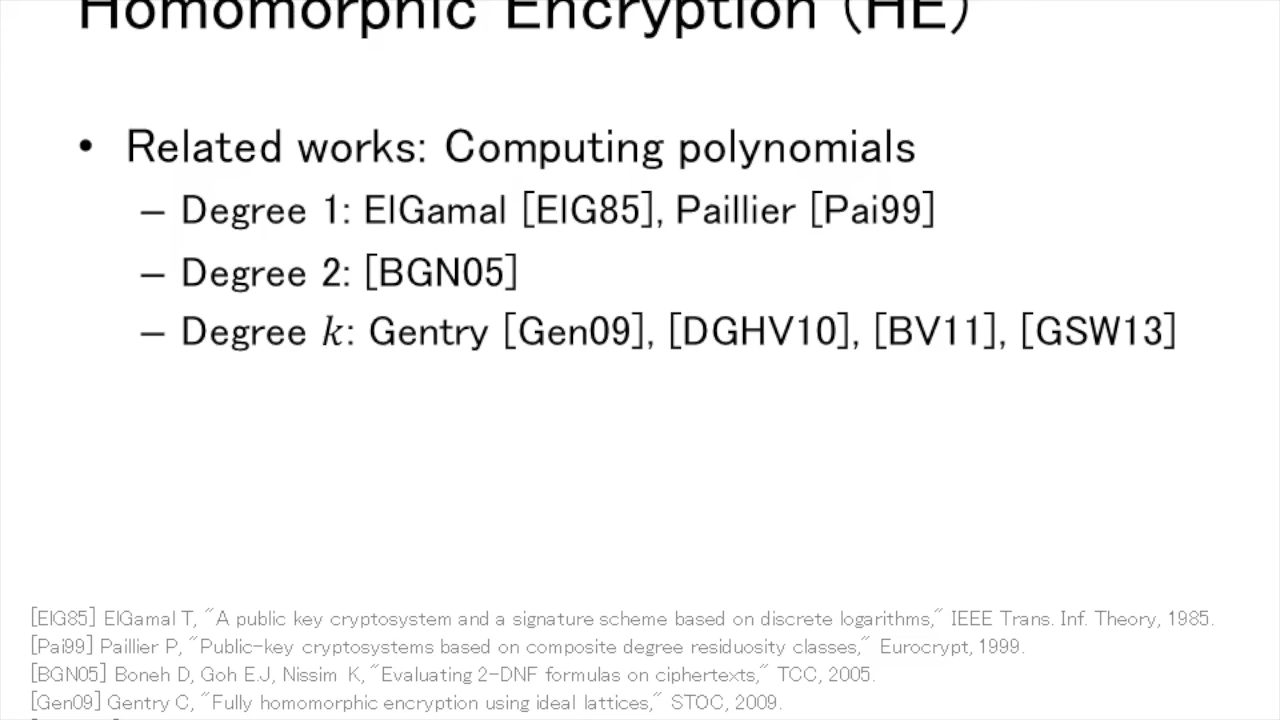 Homomorphic Encryption (HE)
• Related works: Computing polynomials
– Degree 1: ElGamal [ElG85], Paillier [Pai99]
– Degree 2: [BGN05]
– Degree k: Gentry [Gen09], [DGHV10], [BV11], [GSW13]
[ElG85] ElGamal T, "A public key cryptosystem and a signature scheme based on discrete logarithms," IEEE Trans. Inf. Theory, 1985.
[Pai99] Paillier P, "Public-key cryptosystems based on composite degree residuosity classes," Eurocrypt, 1999.
[BGN05] Boneh D, Goh E.J, Nissim K, "Evaluating 2-DNF formulas on ciphertexts," TCC, 2005.
[Gen09] Gentry C, "Fully homomorphic encryption using ideal lattices," STOC, 2009.